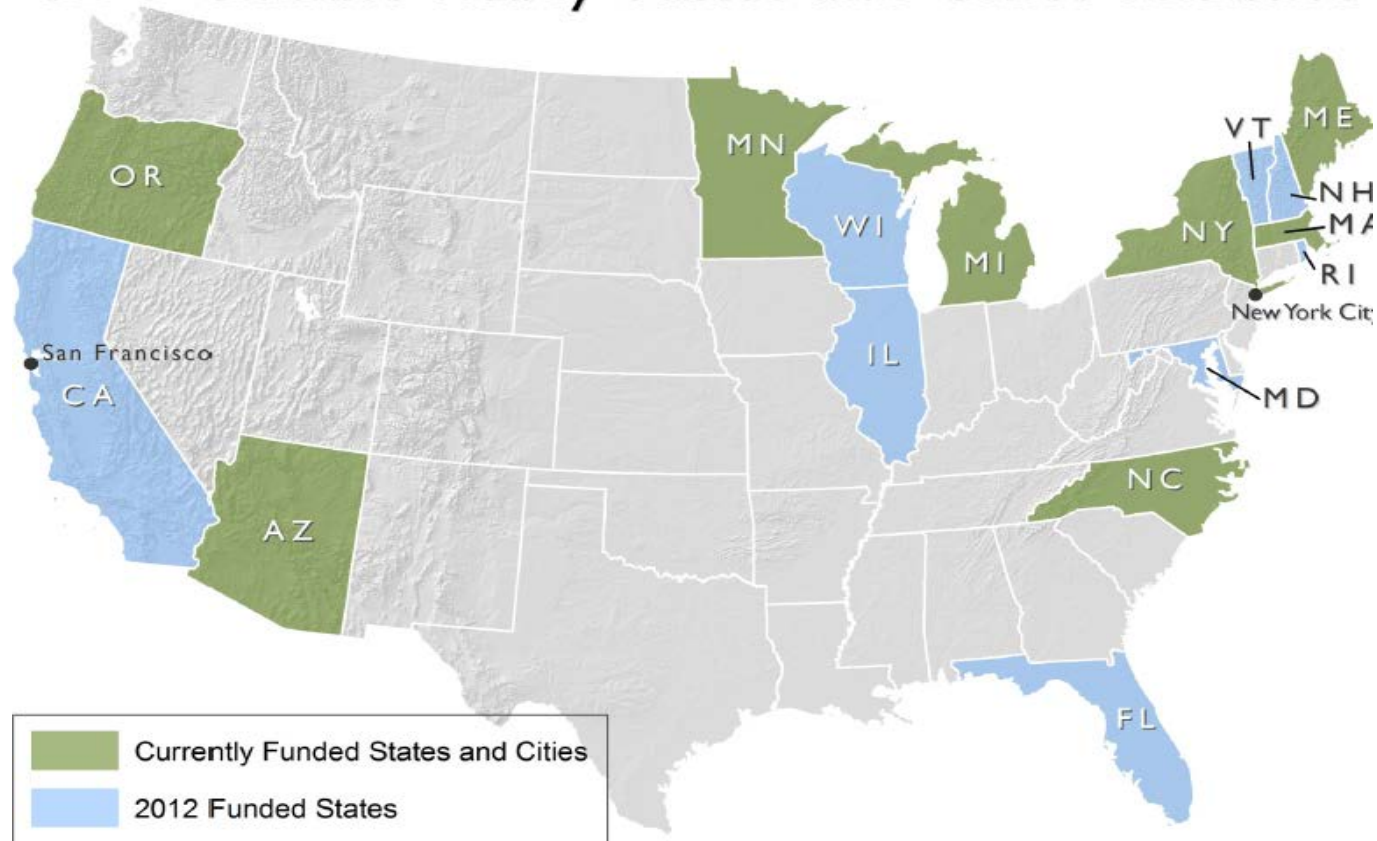 OR
MN
VT
ME
WI
MI
NY
NH
MA
RI
New York City
San Francisco
CA
IL
MD
AZ
NC
FL
Currently Funded States and Cities
2012 Funded States